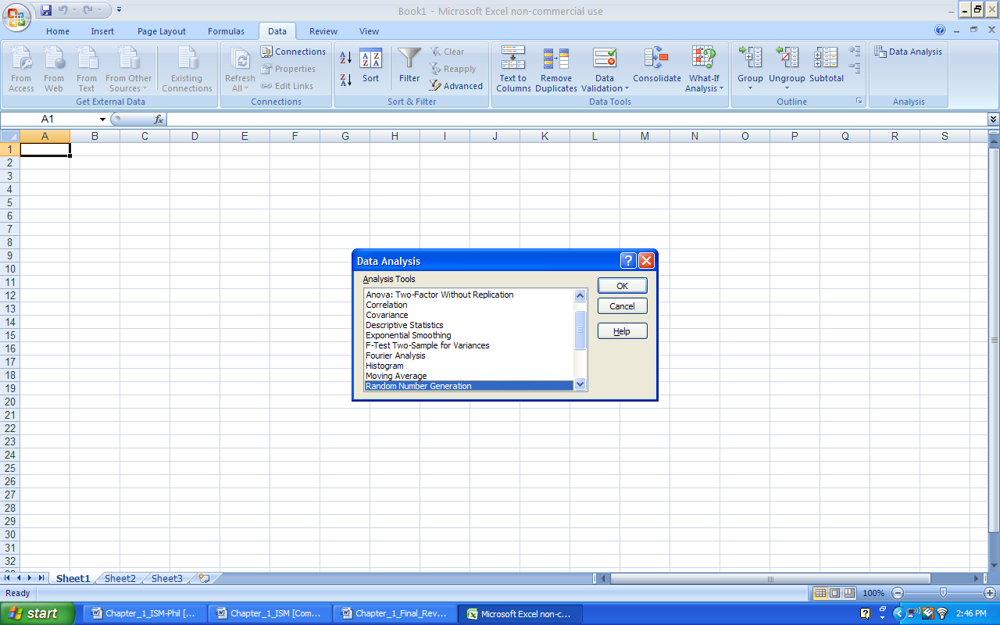 Book1 - Microsoft Excel non-commercial use
Home Insert Page Layout Formulas Data Review View
From Access
From Web
From Text
From Other Sources
Existing Connections
Get External Data
Refresh All
Connections
Properties
Edit Links
Connections
Sort
Filter
Clear
Reapply
Advanced
Sort & Filter
Text to Columns
Remove Duplicates
Data Validation
Consolidate
What-If Analysis
Data Tools
Group
Ungroup
Subtotal
Outline
Data Analysis
Analysis
A1
fx
A B C D E F G H I J K L M N O P Q R S
1
2
3
4
5
6
7
8
9
10
11
12
13
14
15
16
17
18
19
20
21
22
23
24
25
26
27
28
29
30
31
32
Data Analysis
Analysis Tools
Anova: Two-Factor Without Replication
Correlation
Covariance
Descriptive Statistics
Exponential Smoothing
F-Test Two-Sample for Variances
Fourier Analysis
Histogram
Moving Average
Random Number Generation
OK
Cancel
Help
Sheet1 Sheet2 Sheet3
Ready
100%
start
Chapter_1_ISM-Phil [...
Chapter_1_ISM [Com...
Chapter_1_Final_Rev...
Microsoft Excel non-c...
2:46 PM